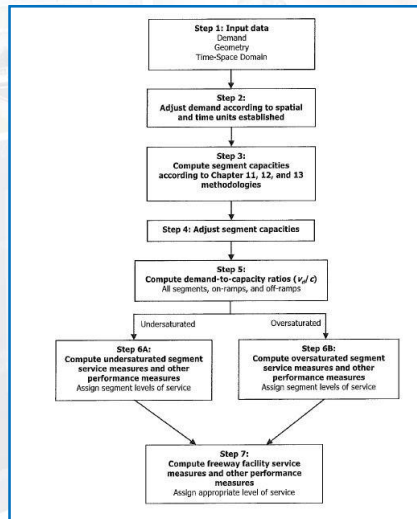 Step 1: Input data
Demand
Geometry
Time-Space Domain
Step 2:
Adjust demand according to spatial
and time units established
Step 3:
Compute segment capacities
according to Chapter 11, 12, and 13
methodologies
Step 4: Adjust segment capacities
Step 5:
Compute demand-to-capacity ratios (vd/c)
All segments, on-ramps, and off-ramps
Undersaturated
Oversaturated
Step 6A:
Compute undersaturated segment
service measures and other
performance measures
Assign segment levels of service
Step 6B:
Compute oversaturated segment
service measures and other
performance measures
Assign segment levels of service
Step 7:
Compute freeway facility service
measures and other performance
measures
Assign appropriate level of service